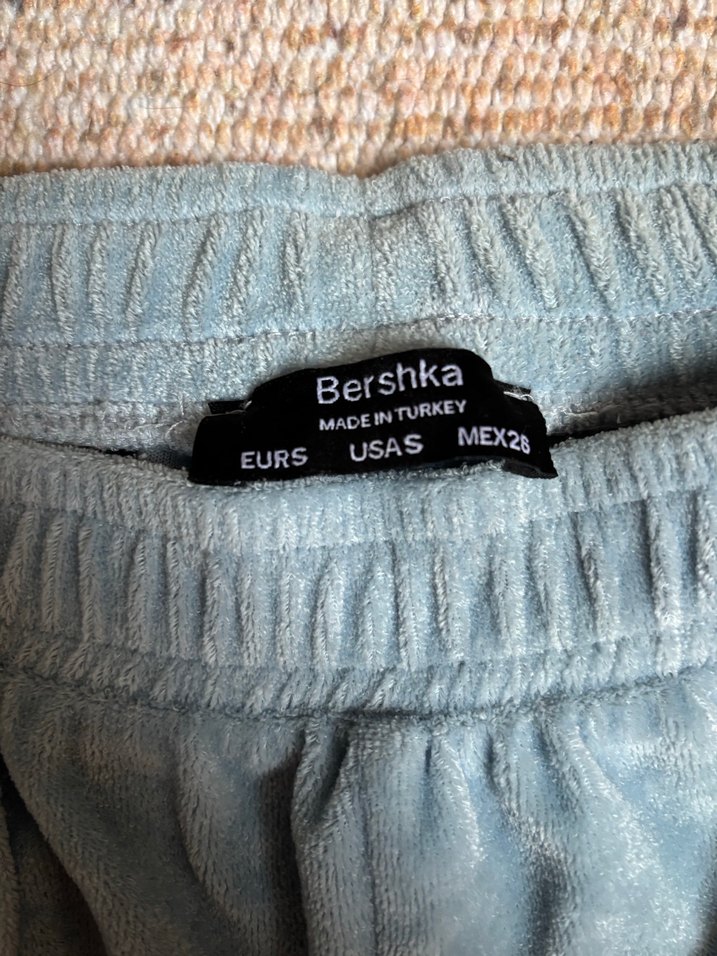 Bershka
MADE IN TURKEY
EUR S USA S MEX 26